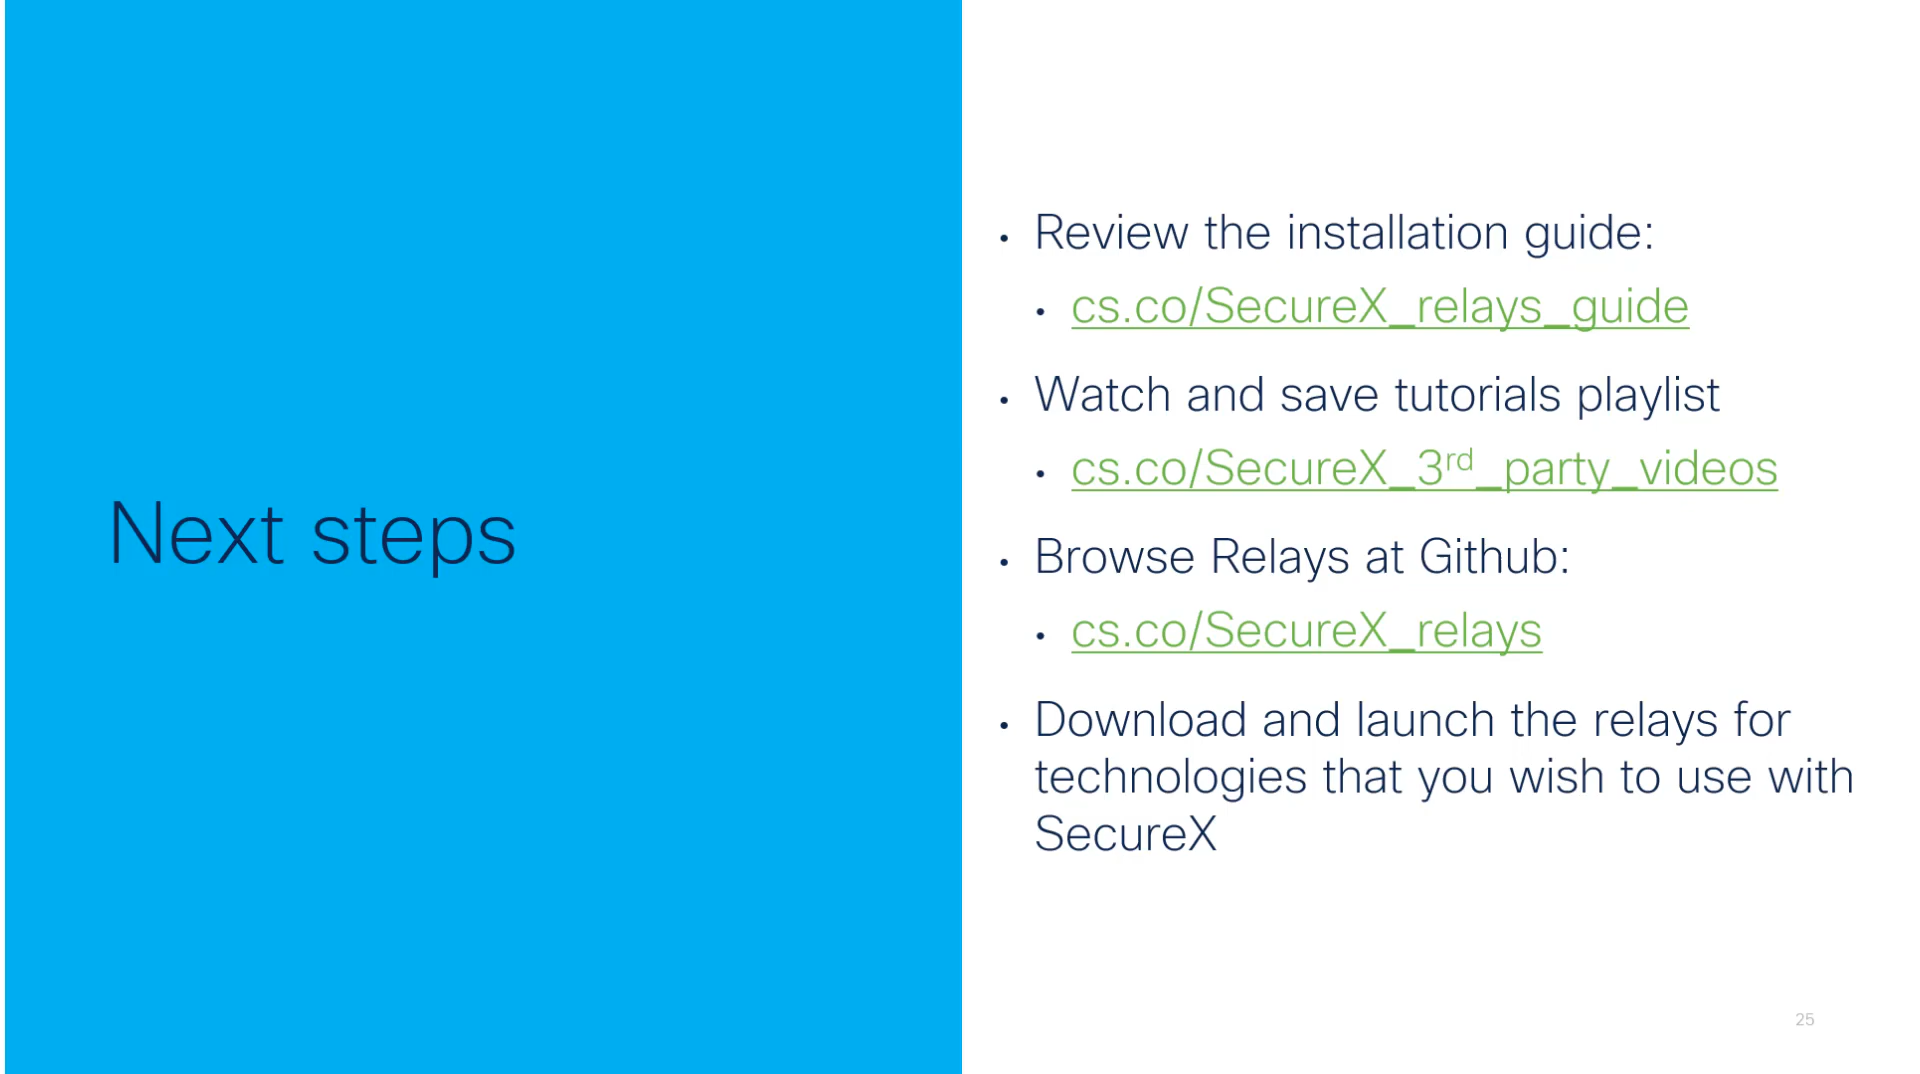 Next steps
• Review the installation guide:
• cs.co/SecureX_relays_guide
• Watch and save tutorials playlist
• cs.co/SecureX_3rd_party_videos
• Browse Relays at Github:
• cs.co/SecureX_relays
• Download and launch the relays for
technologies that you wish to use with
SecureX
25